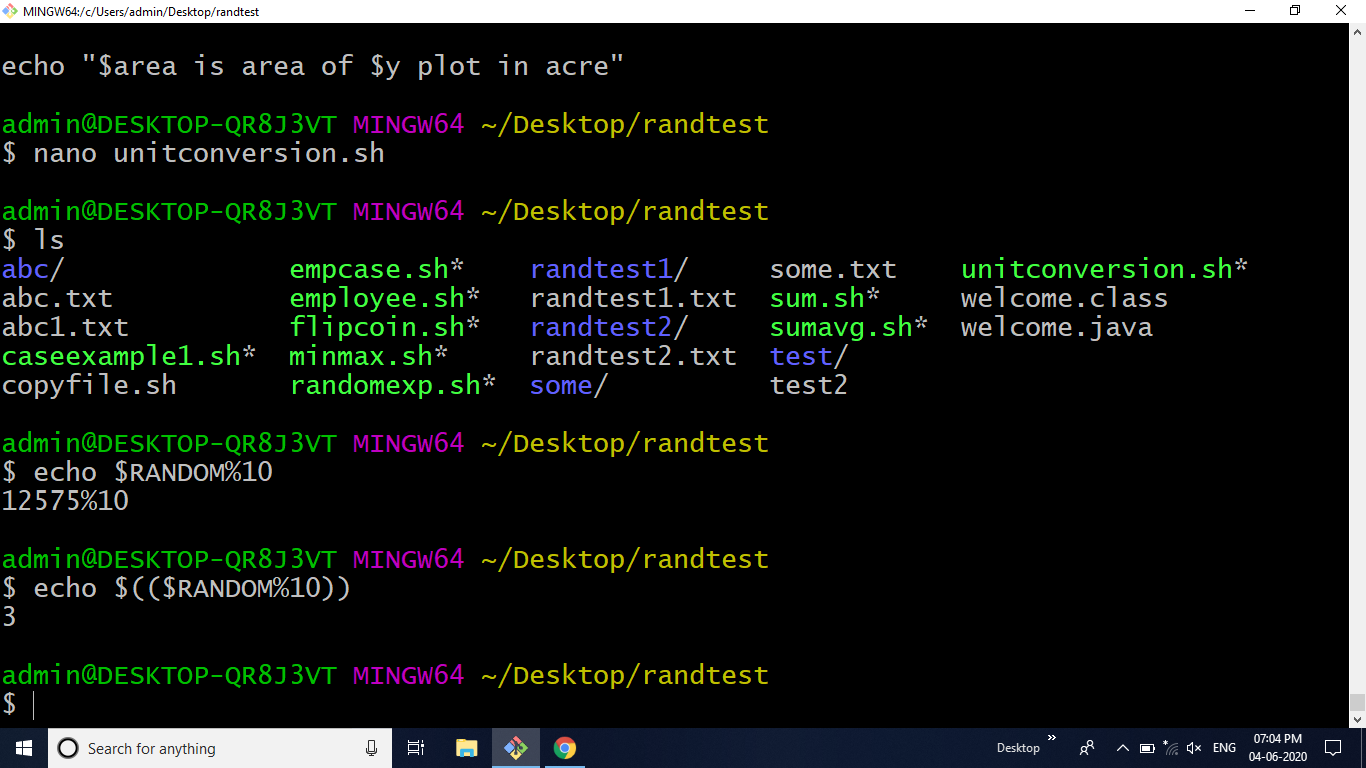 MINGW64:/c/Users/admin/Desktop/randtest
echo "$area is area of $y plot in acre"
admin@DESKTOP-QR8J3VT MINGW64 ~/Desktop/randtest
$ nano unitconversion.sh
admin@DESKTOP-QR8J3VT MINGW64 ~/Desktop/randtest
$ ls
abc/ empcase.sh* randtest1/ some.txt unitconversion.sh*
abc.txt employee.sh* randtest1.txt sum.sh* welcome.class
abc1.txt flipcoin.sh* randtest2/ sumavg.sh* welcome.java
caseexample1.sh* minmax.sh* randtest2.txt test/
copyfile.sh randomexp.sh* some/ test2
admin@DESKTOP-QR8J3VT MINGW64 ~/Desktop/randtest
$ echo $RANDOM%10
12575%10
admin@DESKTOP-QR8J3VT MINGW64 ~/Desktop/randtest
$ echo $(($RANDOM%10))
3
admin@DESKTOP-QR8J3VT MINGW64 ~/Desktop/randtest
$
Search for anything
Desktop
ENG
07:04 PM
04-06-2020